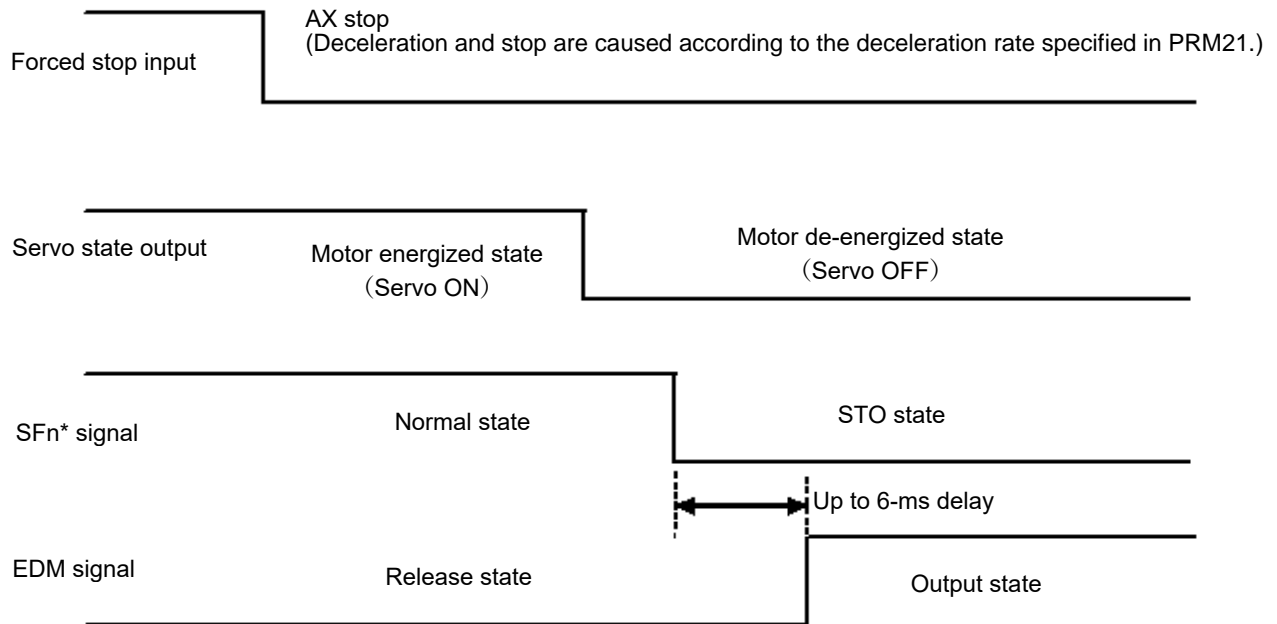 AX stop
(Deceleration and stop are caused according to the deceleration rate specified in PRM21.)
Forced stop input
Servo state output
Motor energized state
（Servo ON）
Motor de-energized state
（Servo OFF）
SFn* signal
Normal state
STO state
Up to 6-ms delay
EDM signal
Release state
Output state